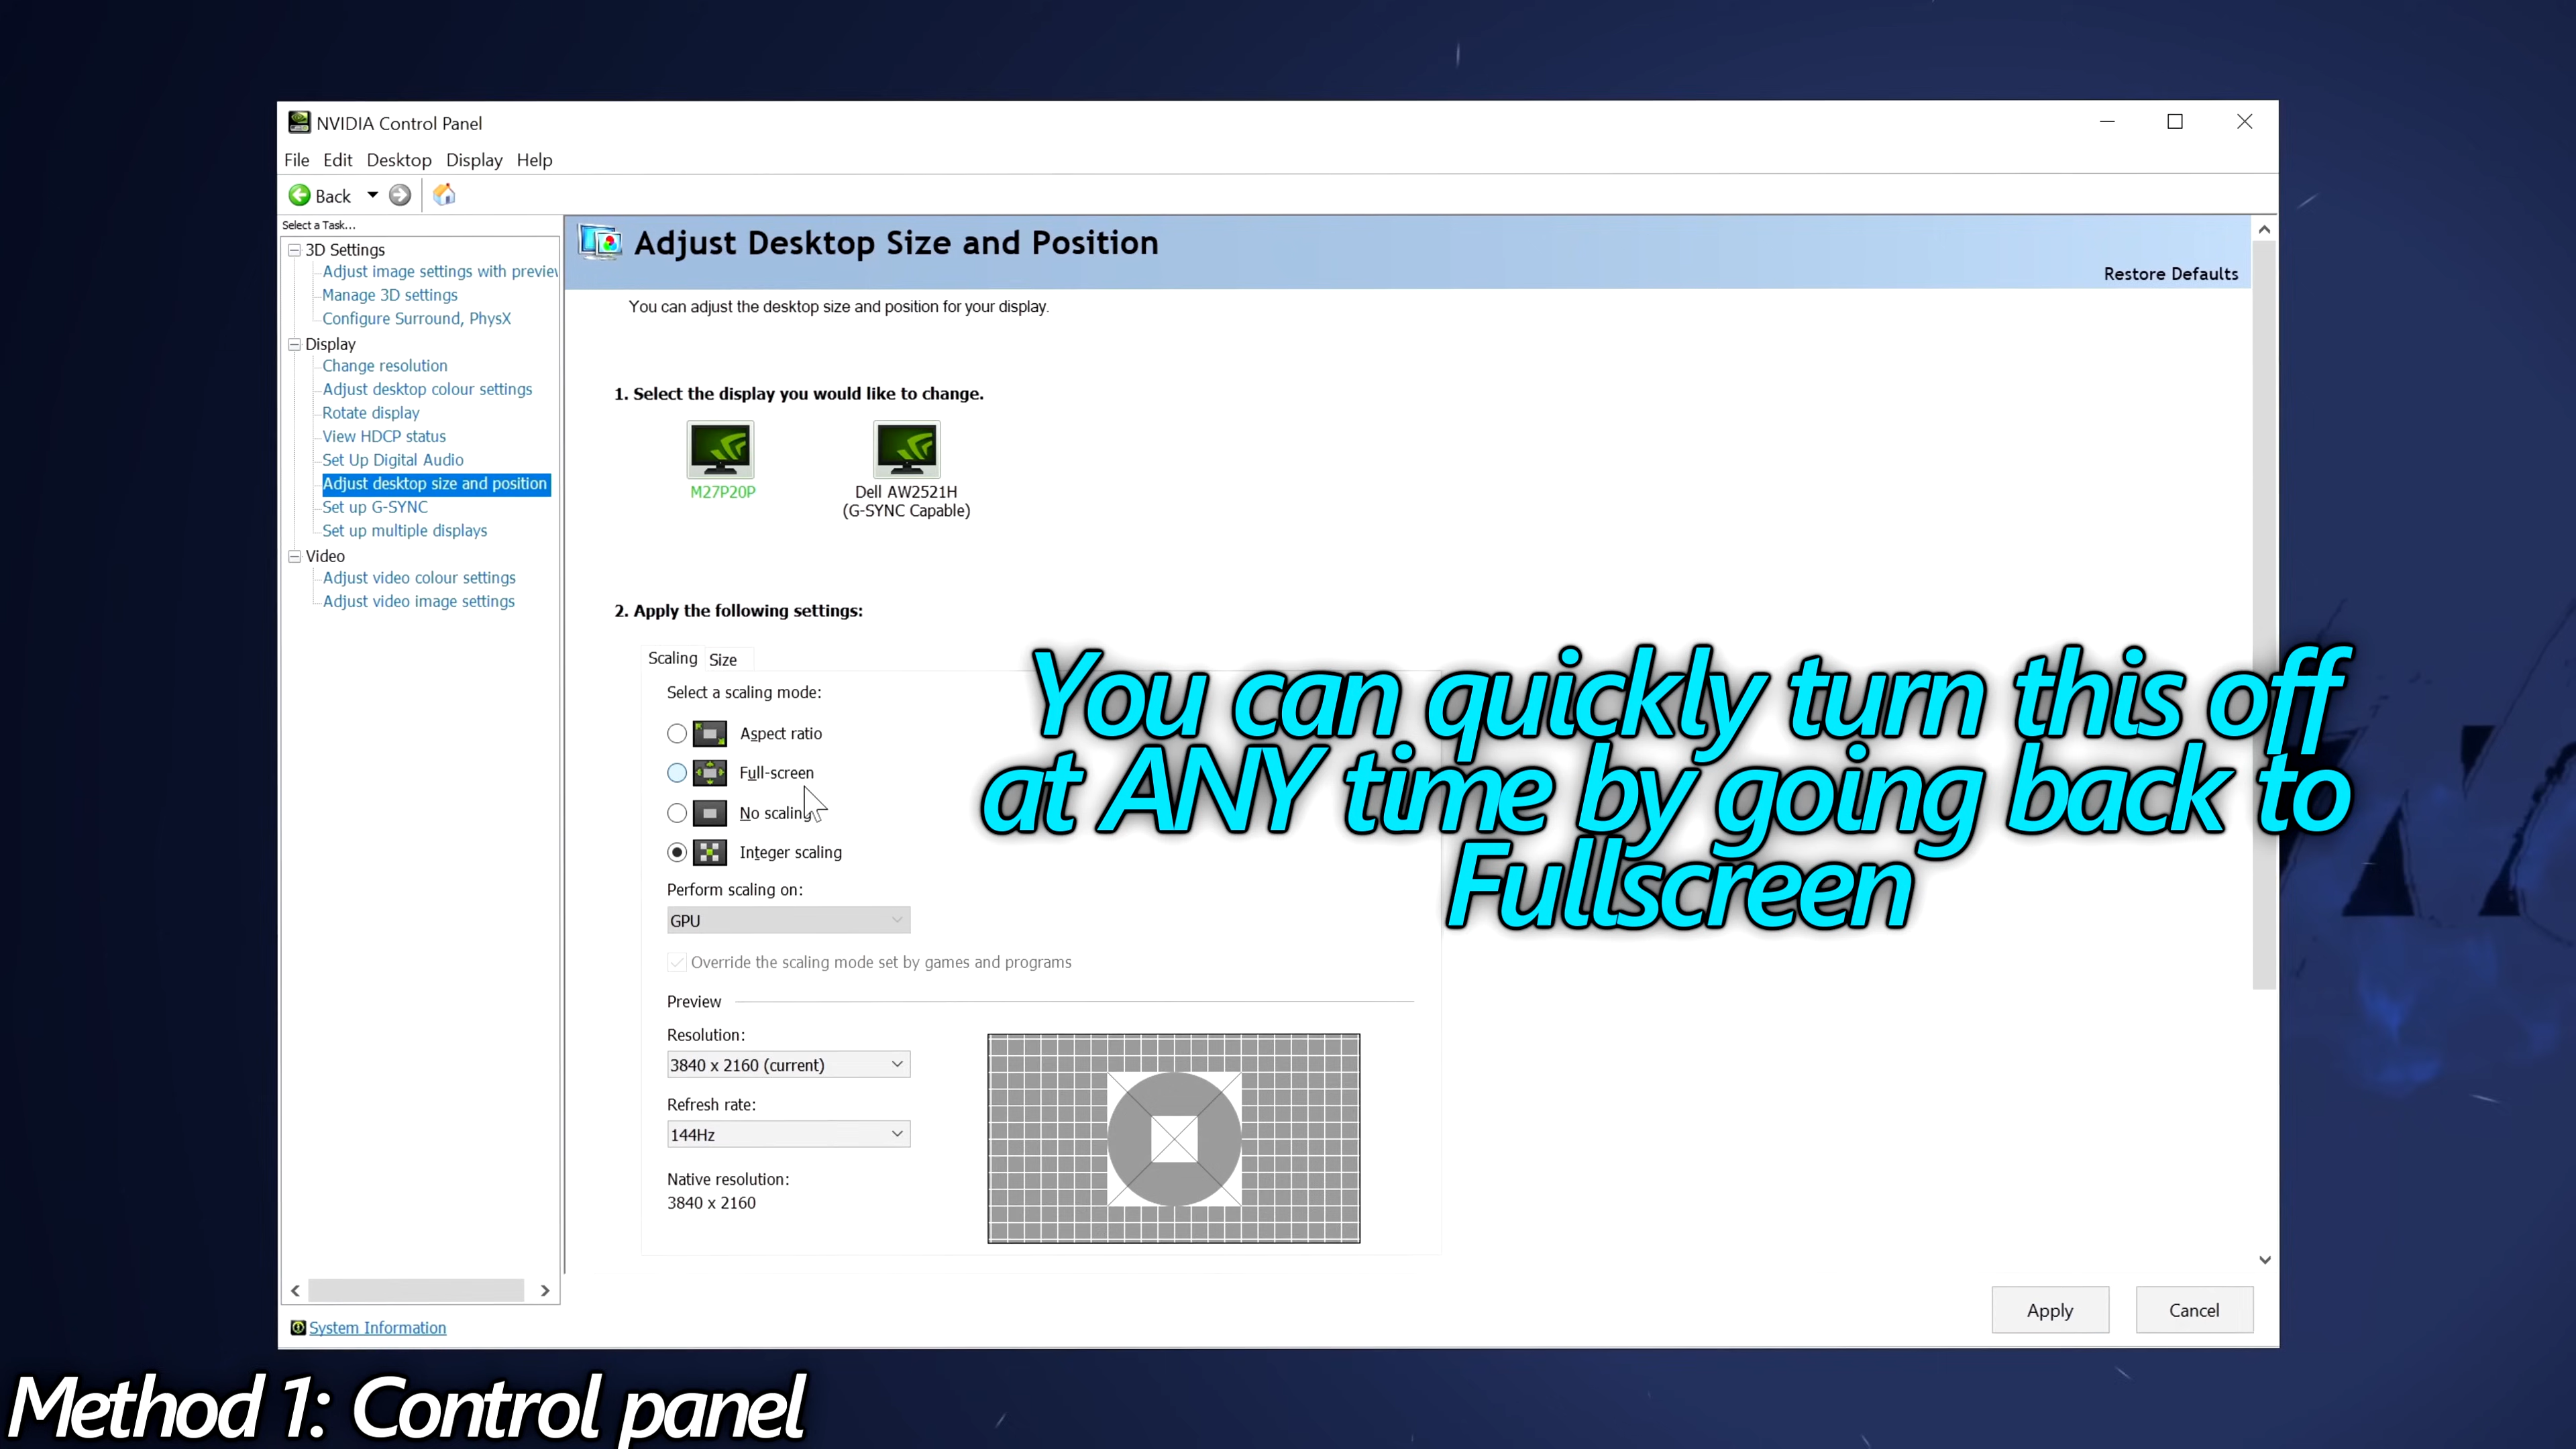 NVIDIA Control Panel
File Edit Desktop Display Help
Back
Select a Task...
3D Settings
Adjust image settings with preview
Manage 3D settings
Configure Surround, PhysX
Display
Change resolution
Adjust desktop colour settings
Rotate display
View HDCP status
Set Up Digital Audio
Adjust desktop size and position
Set up G-SYNC
Set up multiple displays
Video
Adjust video colour settings
Adjust video image settings
System Information
Adjust Desktop Size and Position
Restore Defaults
You can adjust the desktop size and position for your display.
1. Select the display you would like to change.
M27P20P
Dell AW2521H
(G-SYNC Capable)
2. Apply the following settings:
Scaling Size
Select a scaling mode:
Aspect ratio
Full-screen
No scaling
Integer scaling
Perform scaling on:
GPU
Override the scaling mode set by games and programs
Preview
Resolution:
3840 x 2160 (current)
Refresh rate:
144Hz
Native resolution:
3840 x 2160
You can quickly turn this off
at ANY time by going back to
Fullscreen
Apply
Cancel
Method 1: Control panel